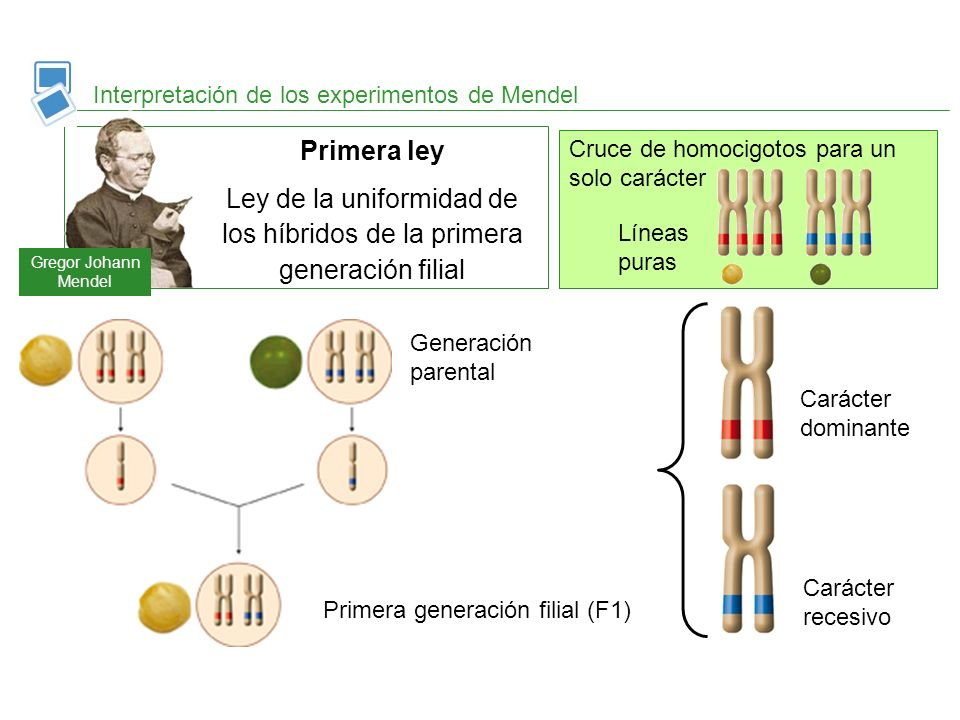 Interpretación de los experimentos de Mendel
Primera ley
Ley de la uniformidad de
los híbridos de la primera
generación filial
Gregor Johann
Mendel
Cruce de homocigotos para un
solo carácter
Líneas
puras
Generación
parental
Carácter
dominante
Carácter
recesivo
Primera generación filial (F1)